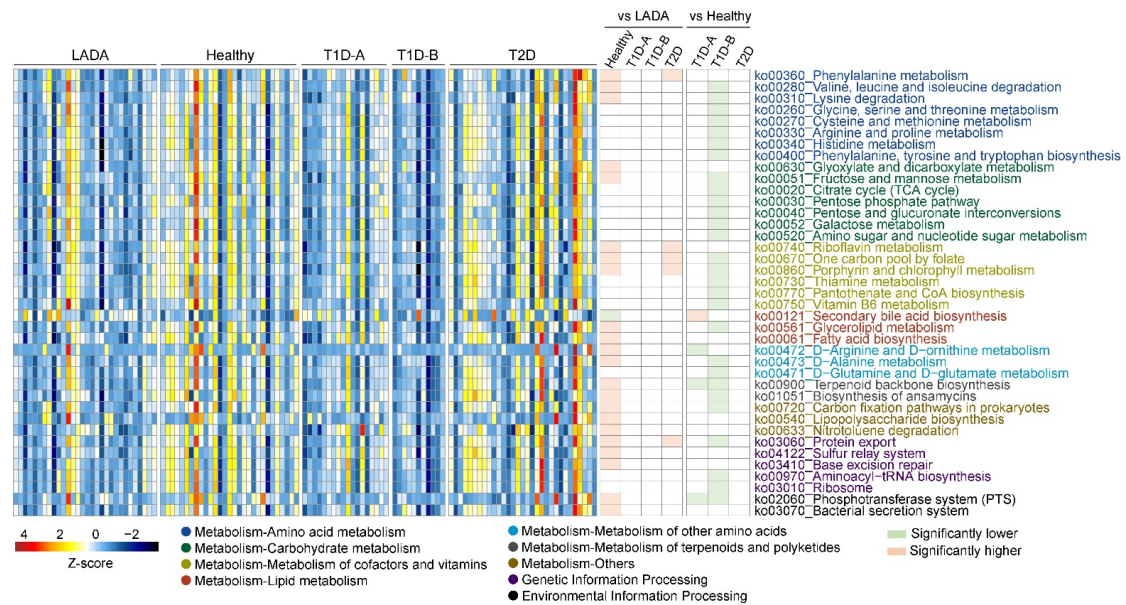 vs LADA
vs Healthy
LADA
Healthy
T1D-A
T1D-B
T2D
Healthy
T1D-A
T1D-B
T2D
T1D-A
T1D-B
T2D
ko00360_Phenylalanine metabolism
ko00280_Valine, leucine and isoleucine degradation
ko00310_Lysine degradation
ko00260_Glycine, serine and threonine metabolism
ko00270_Cysteine and methionine metabolism
ko00330_Arginine and proline metabolism
ko00340_Histidine metabolism
ko00400_Phenylalanine, tyrosine and tryptophan biosynthesis
ko00630_Glyoxylate and dicarboxylate metabolism
ko00051_Fructose and mannose metabolism
ko00020_Citrate cycle (TCA cycle)
ko00030_Pentose phosphate pathway
ko00040_Pentose and glucuronate interconversions
ko00052_Galactose metabolism
ko00520_Amino sugar and nucleotide sugar metabolism
ko00740_Riboflavin metabolism
ko00670_One carbon pool by folate
ko00860_Porphyrin and chlorophyll metabolism
ko00730_Thiamine metabolism
ko00770_Pantothenate and CoA biosynthesis
ko00750_Vitamin B6 metabolism
ko00121_Secondary bile acid biosynthesis
ko00561_Glycerolipid metabolism
ko00061_Fatty acid biosynthesis
ko00472_D−Arginine and D−ornithine metabolism
ko00473_D−Alanine metabolism
ko00471_D−Glutamine and D−glutamate metabolism
ko00900_Terpenoid backbone biosynthesis
ko01051_Biosynthesis of ansamycins
ko00720_Carbon fixation pathways in prokaryotes
ko00540_Lipopolysaccharide biosynthesis
ko00633_Nitrotoluene degradation
ko03060_Protein export
ko04122_Sulfur relay system
ko03410_Base excision repair
ko00970_Aminoacyl−tRNA biosynthesis
ko03010_Ribosome
ko02060_Phosphotransferase system (PTS)
ko03070_Bacterial secretion system
4 2 0 −2
Z-score
Metabolism-Amino acid metabolism
Metabolism-Carbohydrate metabolism
Metabolism-Metabolism of cofactors and vitamins
Metabolism-Lipid metabolism
Metabolism-Metabolism of other amino acids
Metabolism-Metabolism of terpenoids and polyketides
Metabolism-Others
Genetic Information Processing
Environmental Information Processing
Significantly lower
Significantly higher